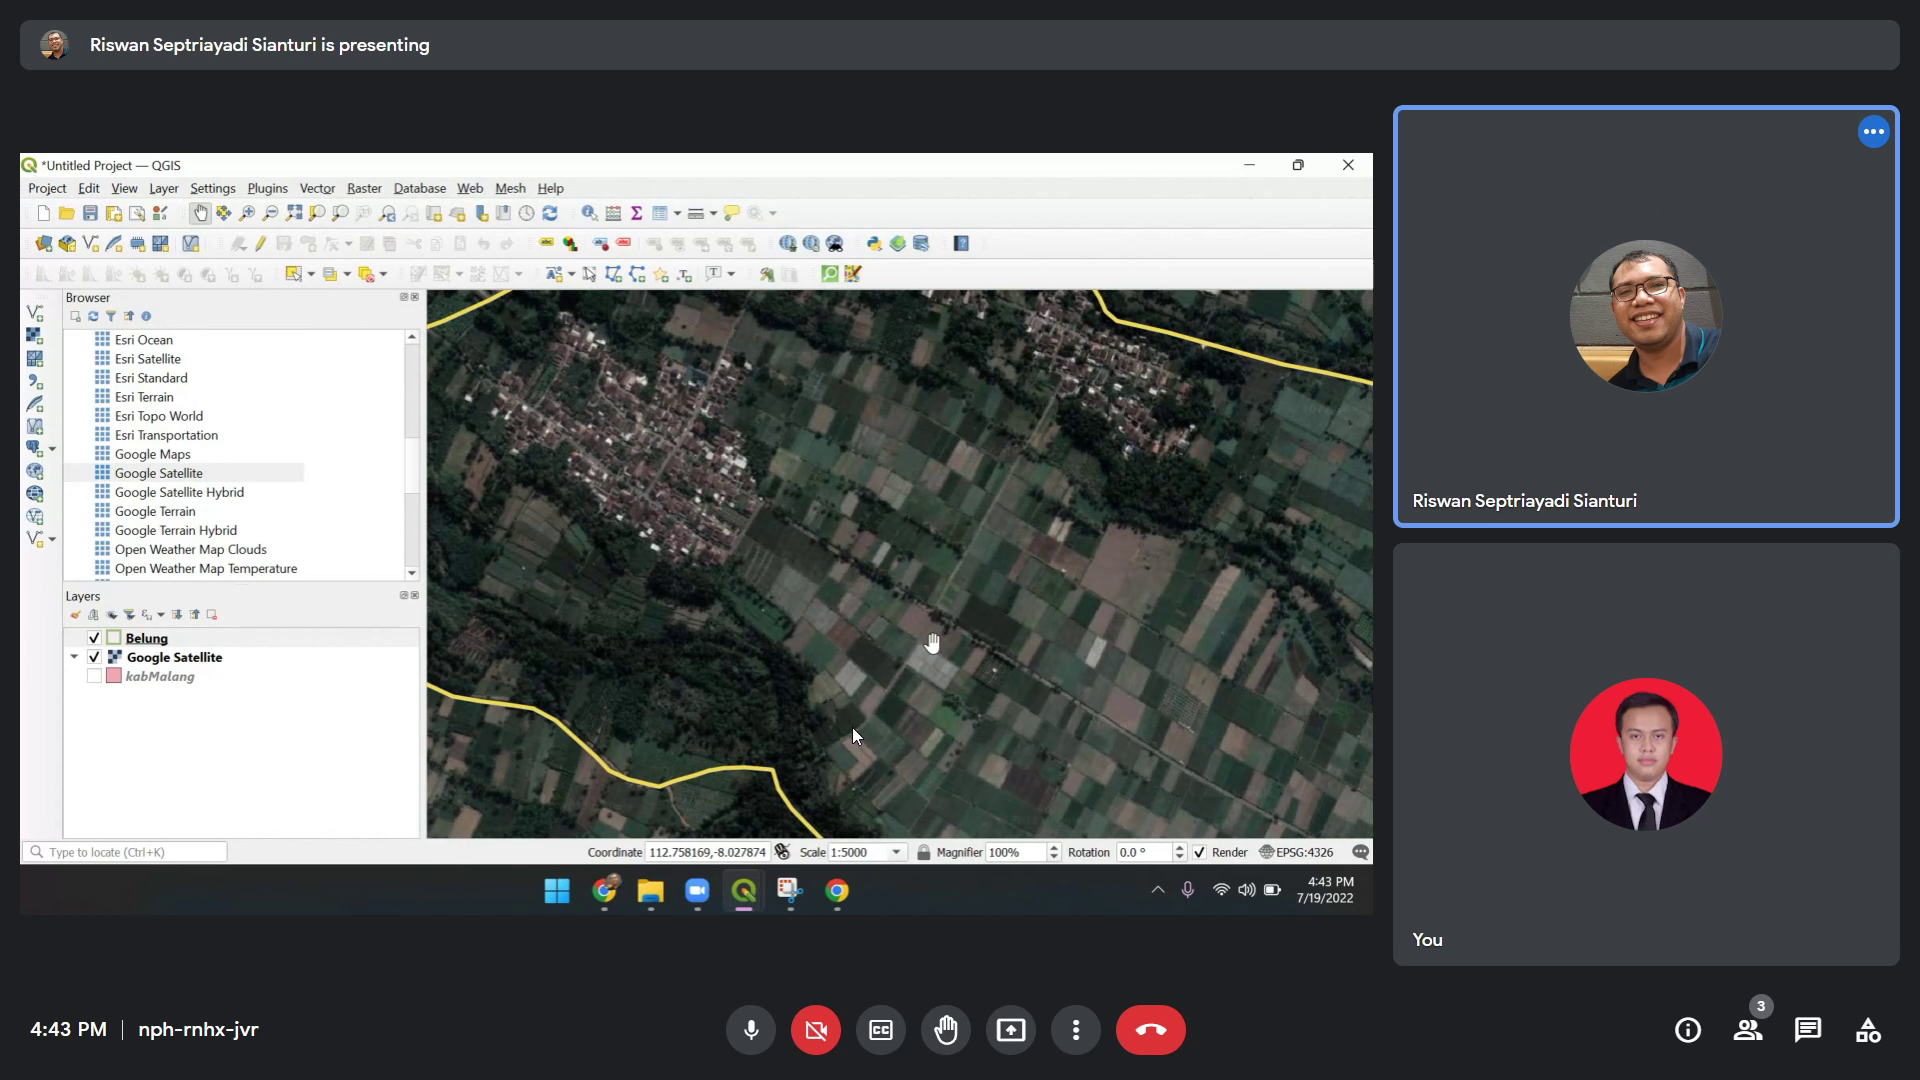 Riswan Septriayadi Sianturi is presenting
*Untitled Project — QGIS
Project Edit View Layer Settings Plugins Vector Raster Database Web Mesh Help
Browser
Esri Ocean
Esri Satellite
Esri Standard
Esri Terrain
Esri Topo World
Esri Transportation
Google Maps
Google Satellite
Google Satellite Hybrid
Google Terrain
Google Terrain Hybrid
Open Weather Map Clouds
Open Weather Map Temperature
Layers
Belung
Google Satellite
kabMalang
Type to locate (Ctrl+K)
Coordinate 112.758169,-8.027874 Scale 1:5000 Magnifier 100% Rotation 0.0 ° Render EPSG:4326
4:43 PM
7/19/2022
Riswan Septriayadi Sianturi
You
4:43 PM | nph-rnhx-jvr
CC
3